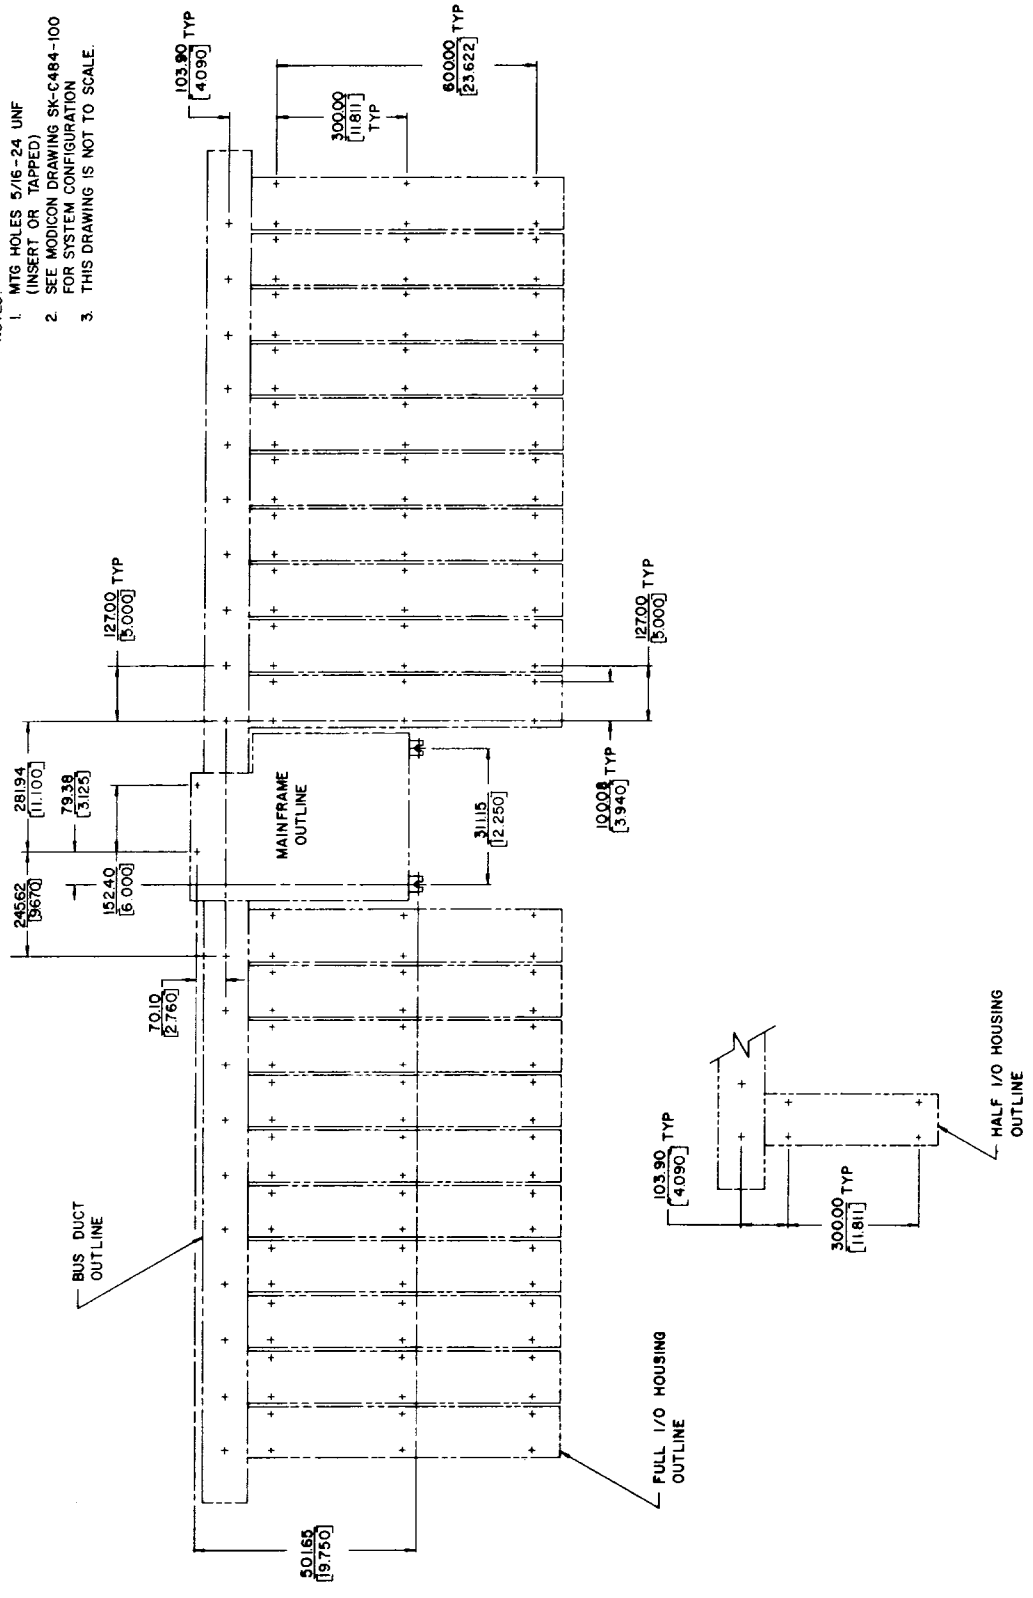 1. MTG HOLES 5/16-24 UNF
(INSERT OR TAPPED)
2. SEE MODICON DRAWING SK-C484-100
FOR SYSTEM CONFIGURATION
3. THIS DRAWING IS NOT TO SCALE.
103.90 TYP
[4.090]
300.00
[11.811]
TYP
600.00 TYP
[23.622]
127.00 TYP
[5.000]
281.94
[11.100]
79.38
[3.125]
245.62
[9.670]
152.40
[6.000]
70.10
[2.760]
MAINFRAME
OUTLINE
311.15
[12.250]
100.08 TYP
[3.940]
127.00 TYP
[5.000]
BUS DUCT
OUTLINE
501.65
[19.750]
FULL I/O HOUSING
OUTLINE
103.90 TYP
[4.090]
300.00 TYP
[11.811]
HALF I/O HOUSING
OUTLINE